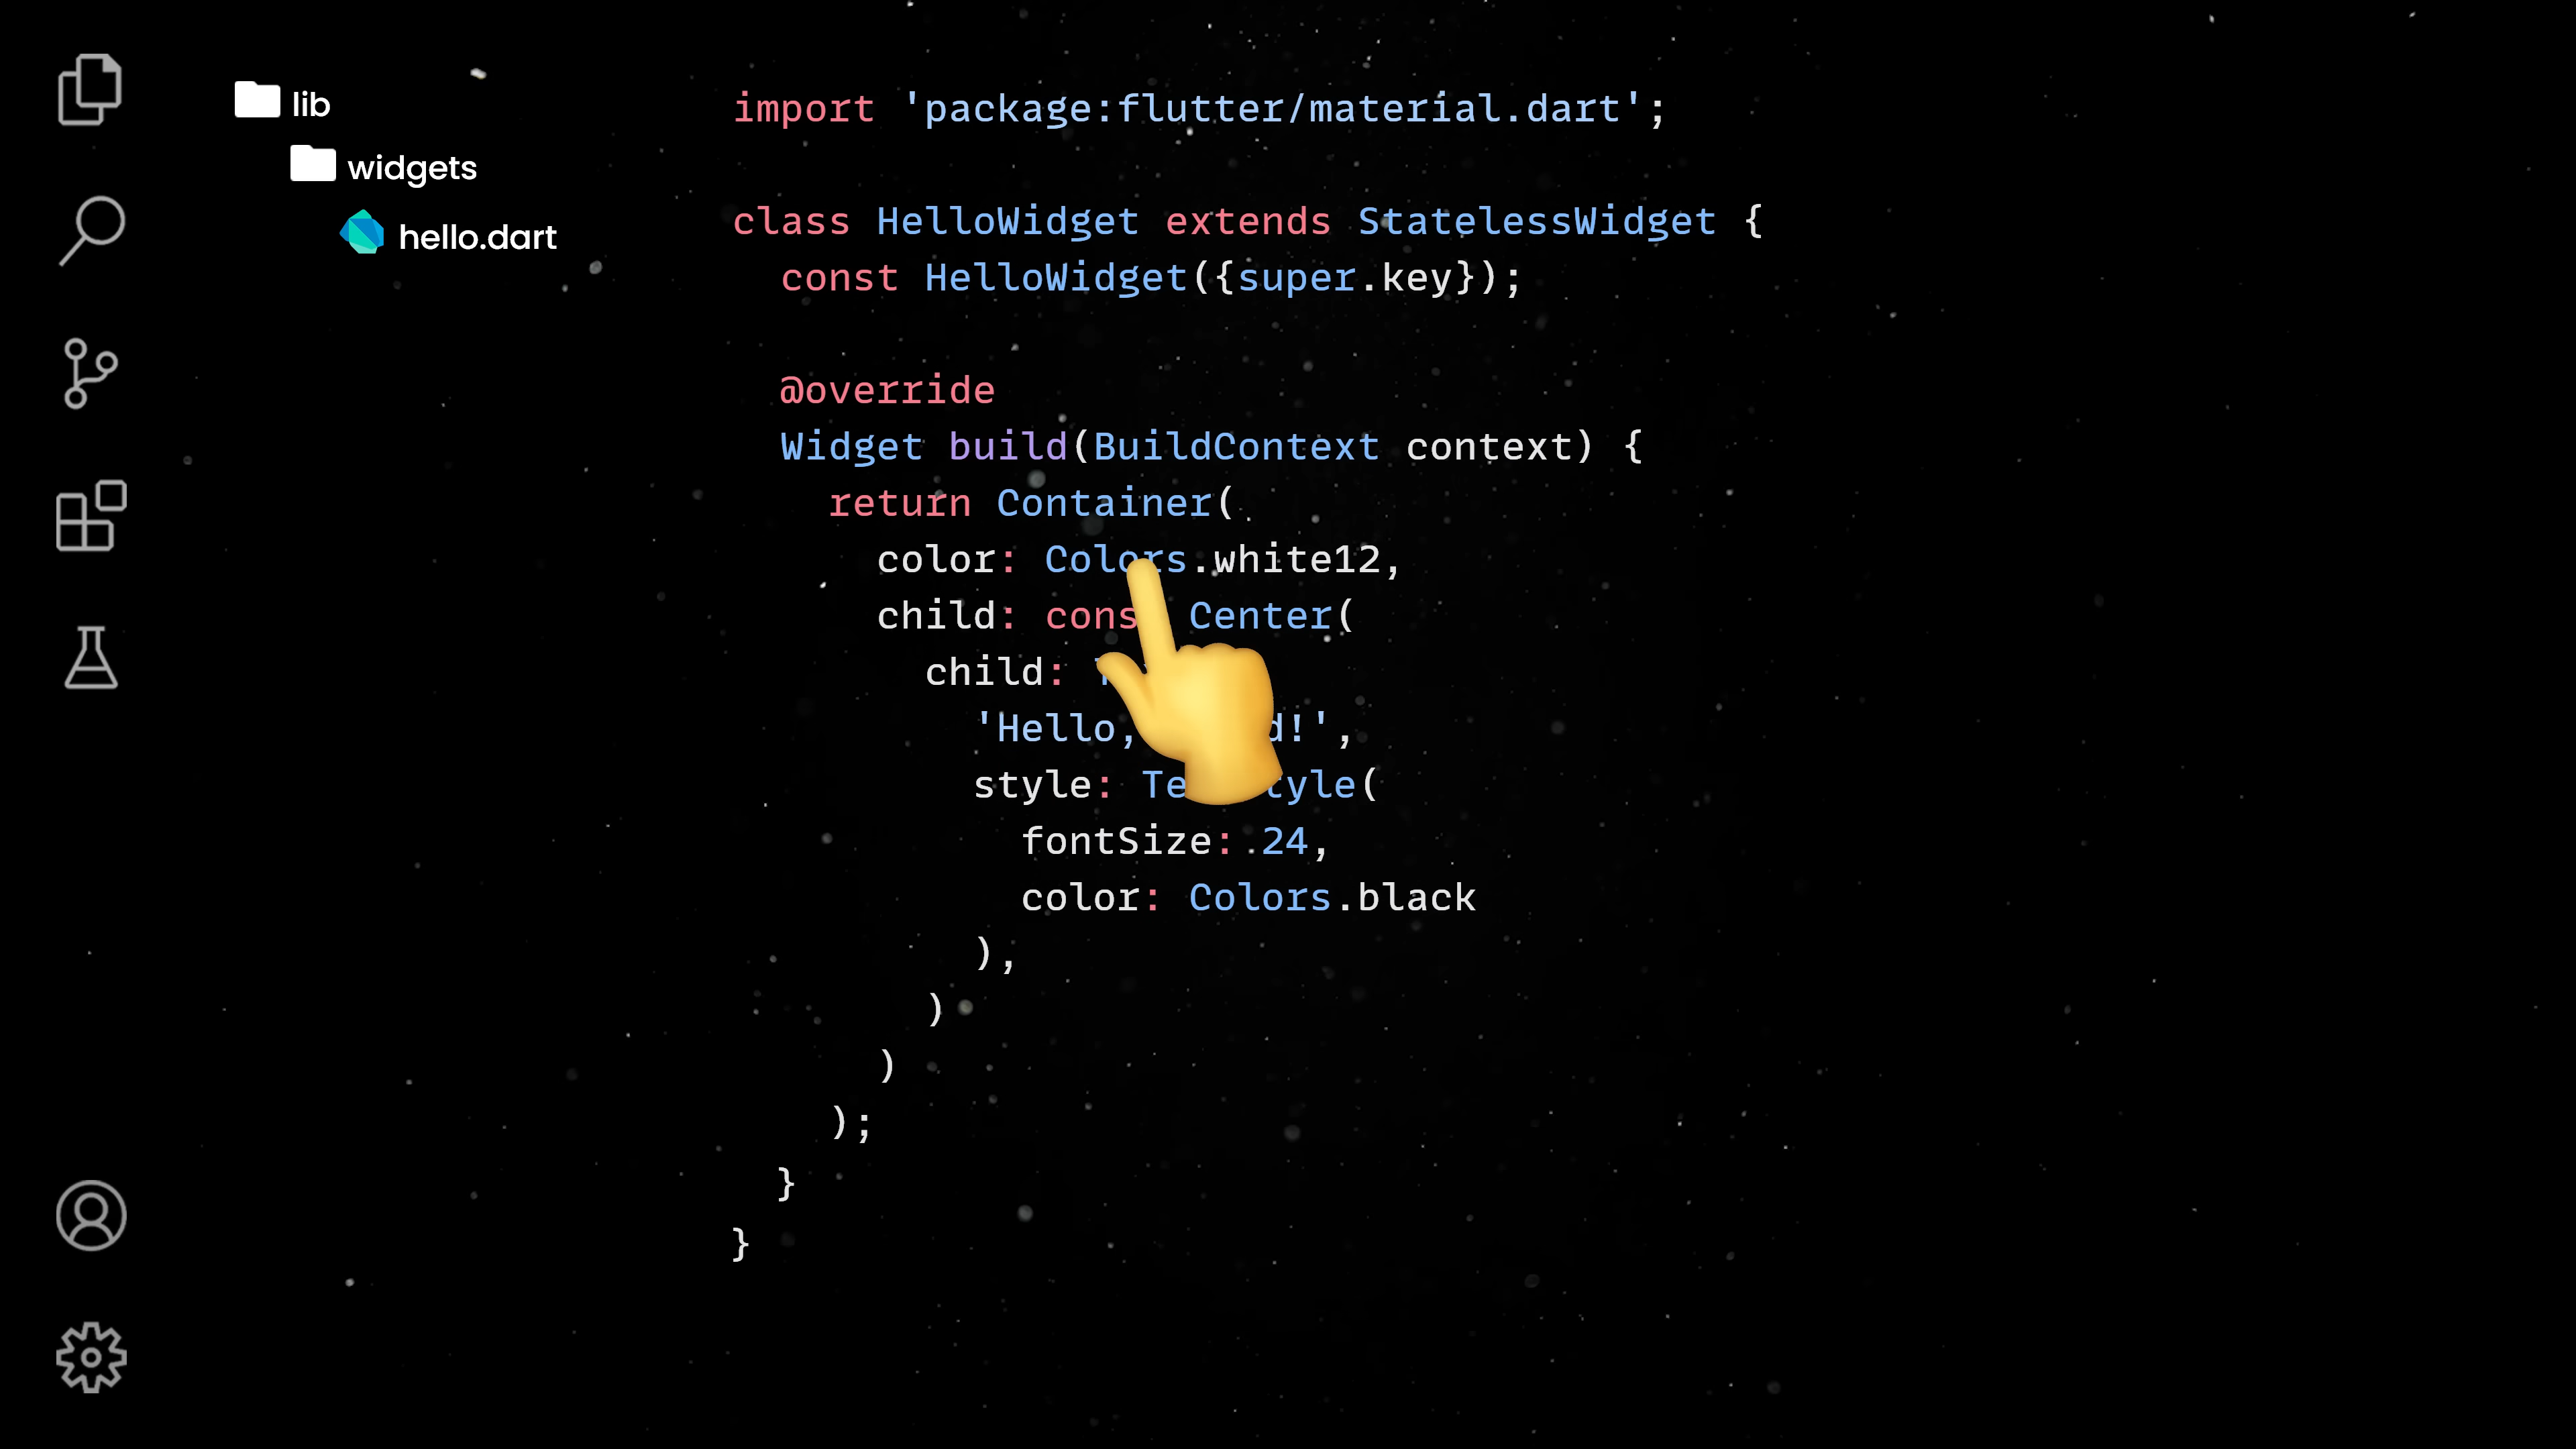 lib
widgets
hello.dart
import 'package:flutter/material.dart';
class HelloWidget extends StatelessWidget {
const HelloWidget({super.key});
@override
Widget build(BuildContext context) {
return Container(
color: Colors.white12,
child: cons Center(
child:
'Hello, d!',
style: Te tyle(
fontSize: 24,
color: Colors.black
),
)
)
);
}
}